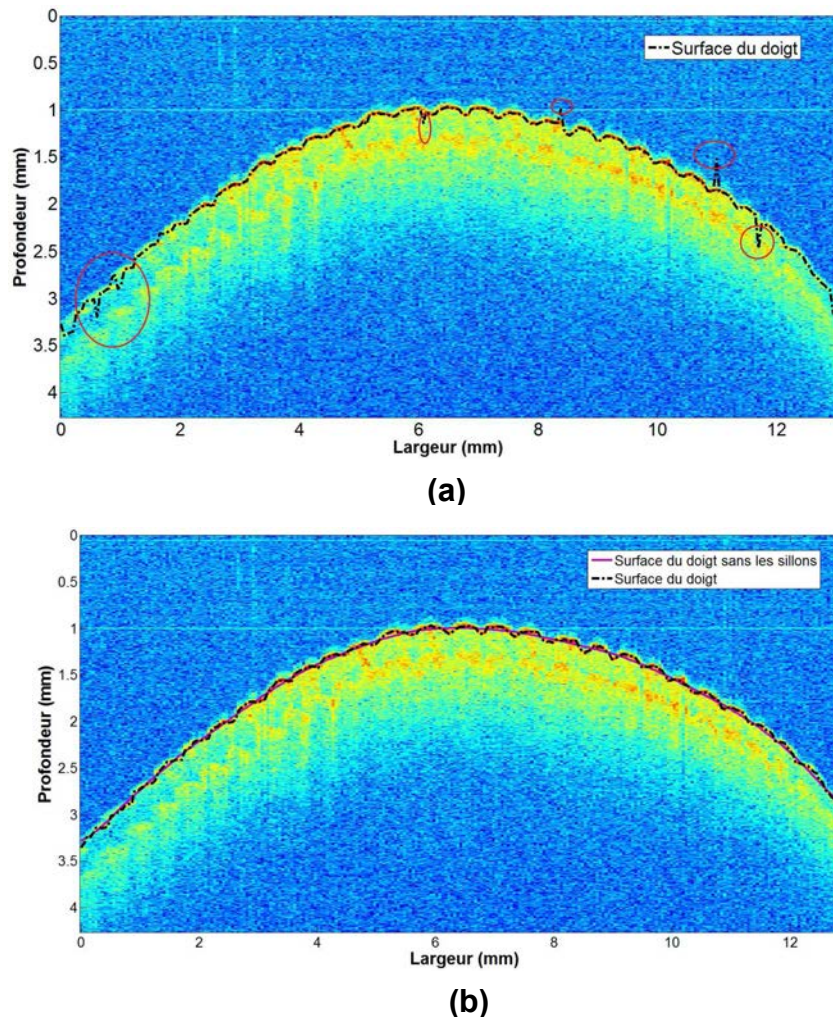 0
Surface du doigt
0.5
1
1.5
2
2.5
3
3.5
4
Profondeur (mm)
0 2 4 6 8 10 12
Largeur (mm)
(a)
0
Surface du doigt sans les sillons
Surface du doigt
0.5
1
1.5
2
2.5
3
3.5
4
Profondeur (mm)
0 2 4 6 8 10 12
Largeur (mm)
(b)